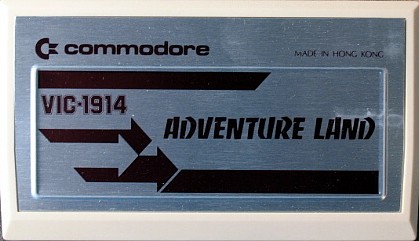 commodore
MADE IN HONG KONG
VIC-1914
ADVENTURE LAND